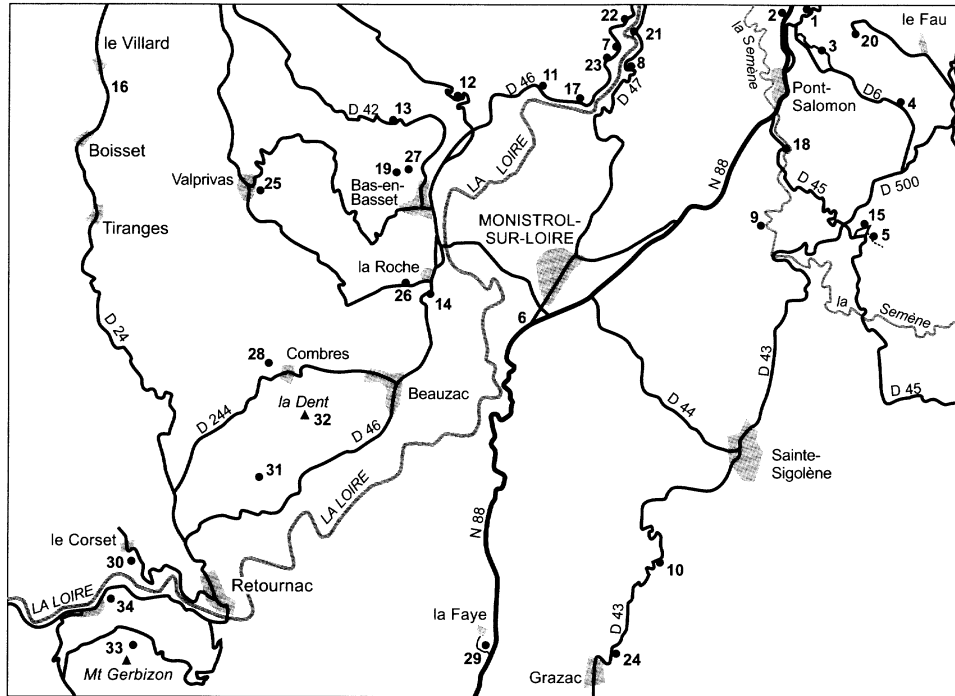 22
2
1
le Fau
le Villard
la Semène
7
21
3
20
23
8
16
12
11
D 46
17
D 47
Pont-
Salomon
D6
4
D 42
13
Boisset
18
19
27
LA LOIRE
N 88
Valprivas
25
Bas-en-
Basset
D 45
D 500
Tiranges
MONISTROL-
SUR-LOIRE
9
15
5
la Roche
26
14
la
Semène
6
D 24
28
Combres
D 43
la Dent
32
Beauzac
D 45
D 244
D 46
D 44
Sainte-
Sigolène
31
LA LOIRE
N 88
le Corset
30
10
Retournac
LA LOIRE
34
la Faye
D 43
33
29
24
Mt Gerbizon
Grazac